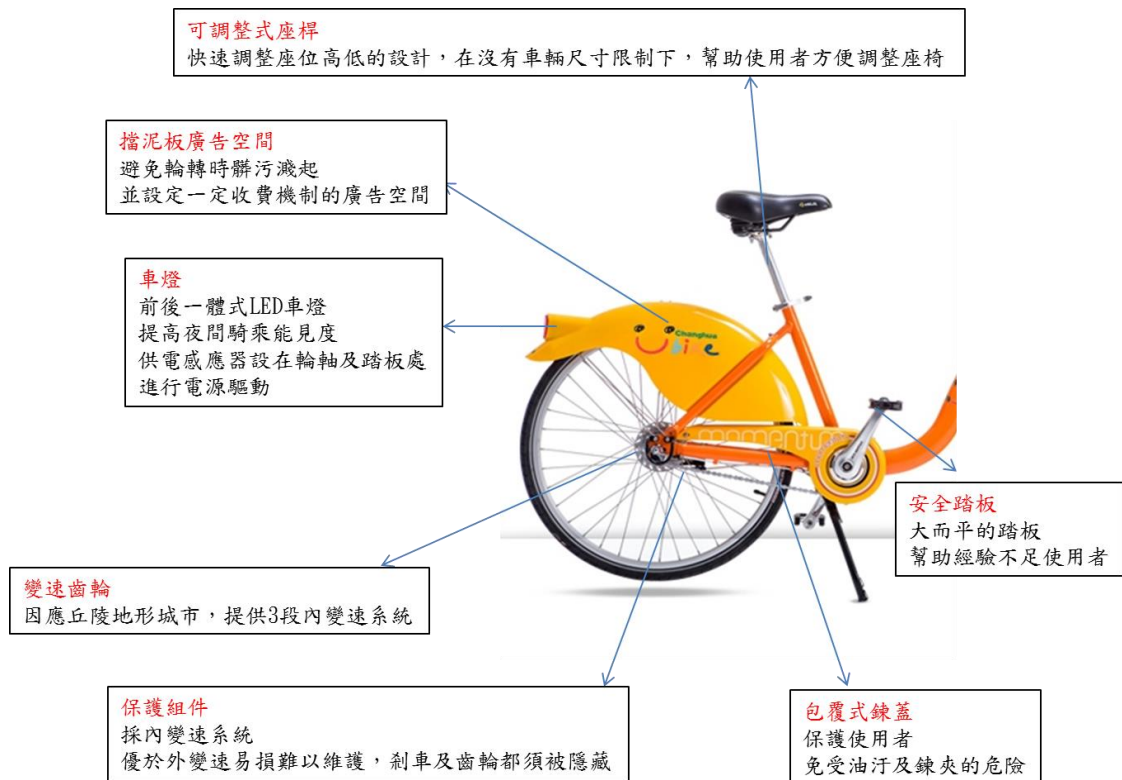 可調整式座桿
快速調整座位高低的設計，在沒有車輛尺寸限制下，幫助使用者方便調整座椅
擋泥板廣告空間
避免輪轉時髒污濺起
並設定一定收費機制的廣告空間
車燈
前後一體式LED車燈
提高夜間騎乘能見度
供電感應器設在輪軸及踏板處
進行電源驅動
Changhua
Ubike
momentum
安全踏板
大而平的踏板
幫助經驗不足使用者
變速齒輪
因應丘陵地形城市，提供3段內變速系統
保護組件
採內變速系統
優於外變速易損難以維護，剎車及齒輪都須被隱藏
包覆式鍊蓋
保護使用者
免受油汙及鍊夾的危險